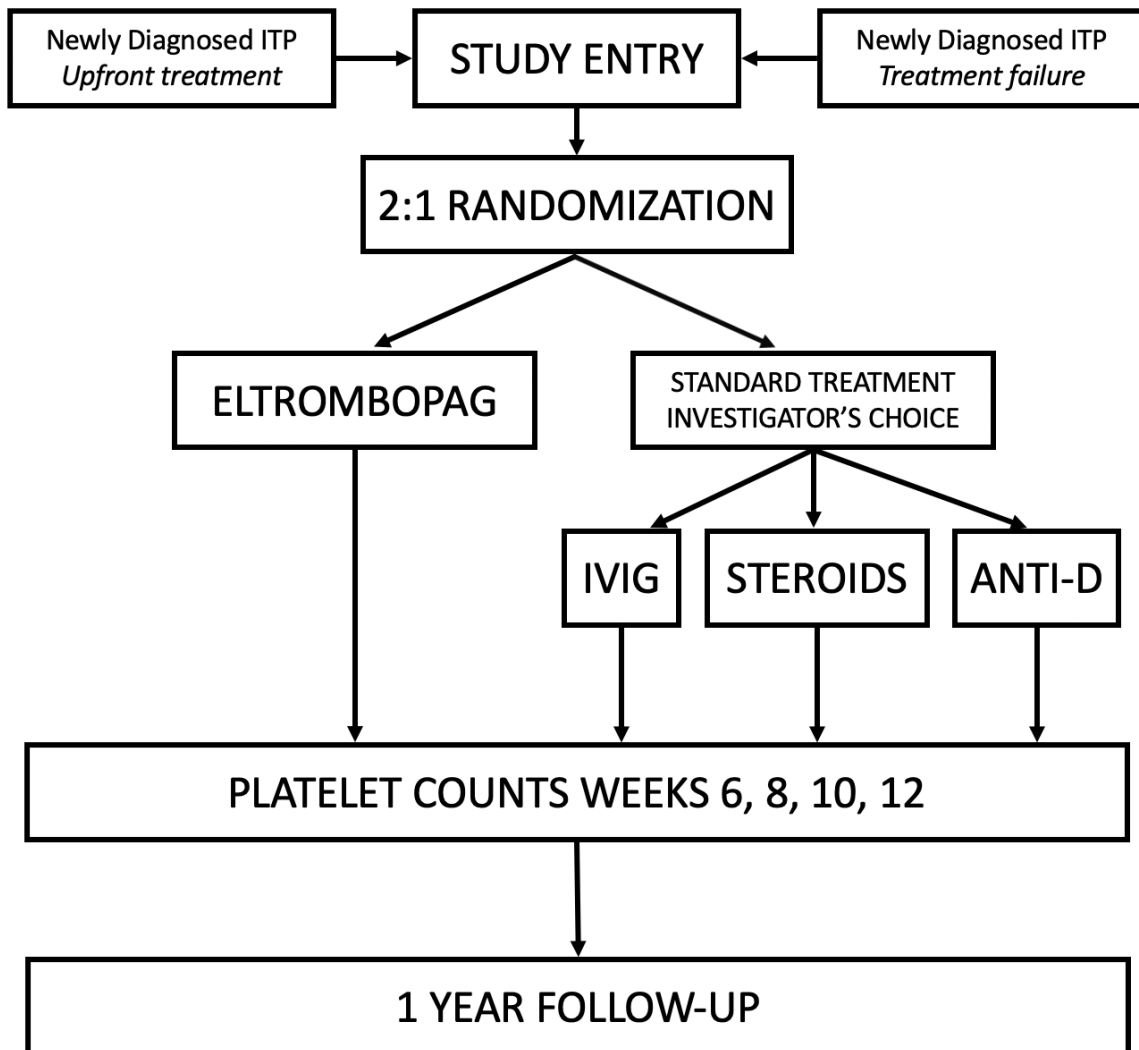 Newly Diagnosed ITP
Upfront treatment
STUDY ENTRY
Newly Diagnosed ITP
Treatment failure
2:1 RANDOMIZATION
ELTROMBOPAG
STANDARD TREATMENT
INVESTIGATOR’S CHOICE
IVIG
STEROIDS
ANTI-D
PLATELET COUNTS WEEKS 6, 8, 10, 12
1 YEAR FOLLOW-UP